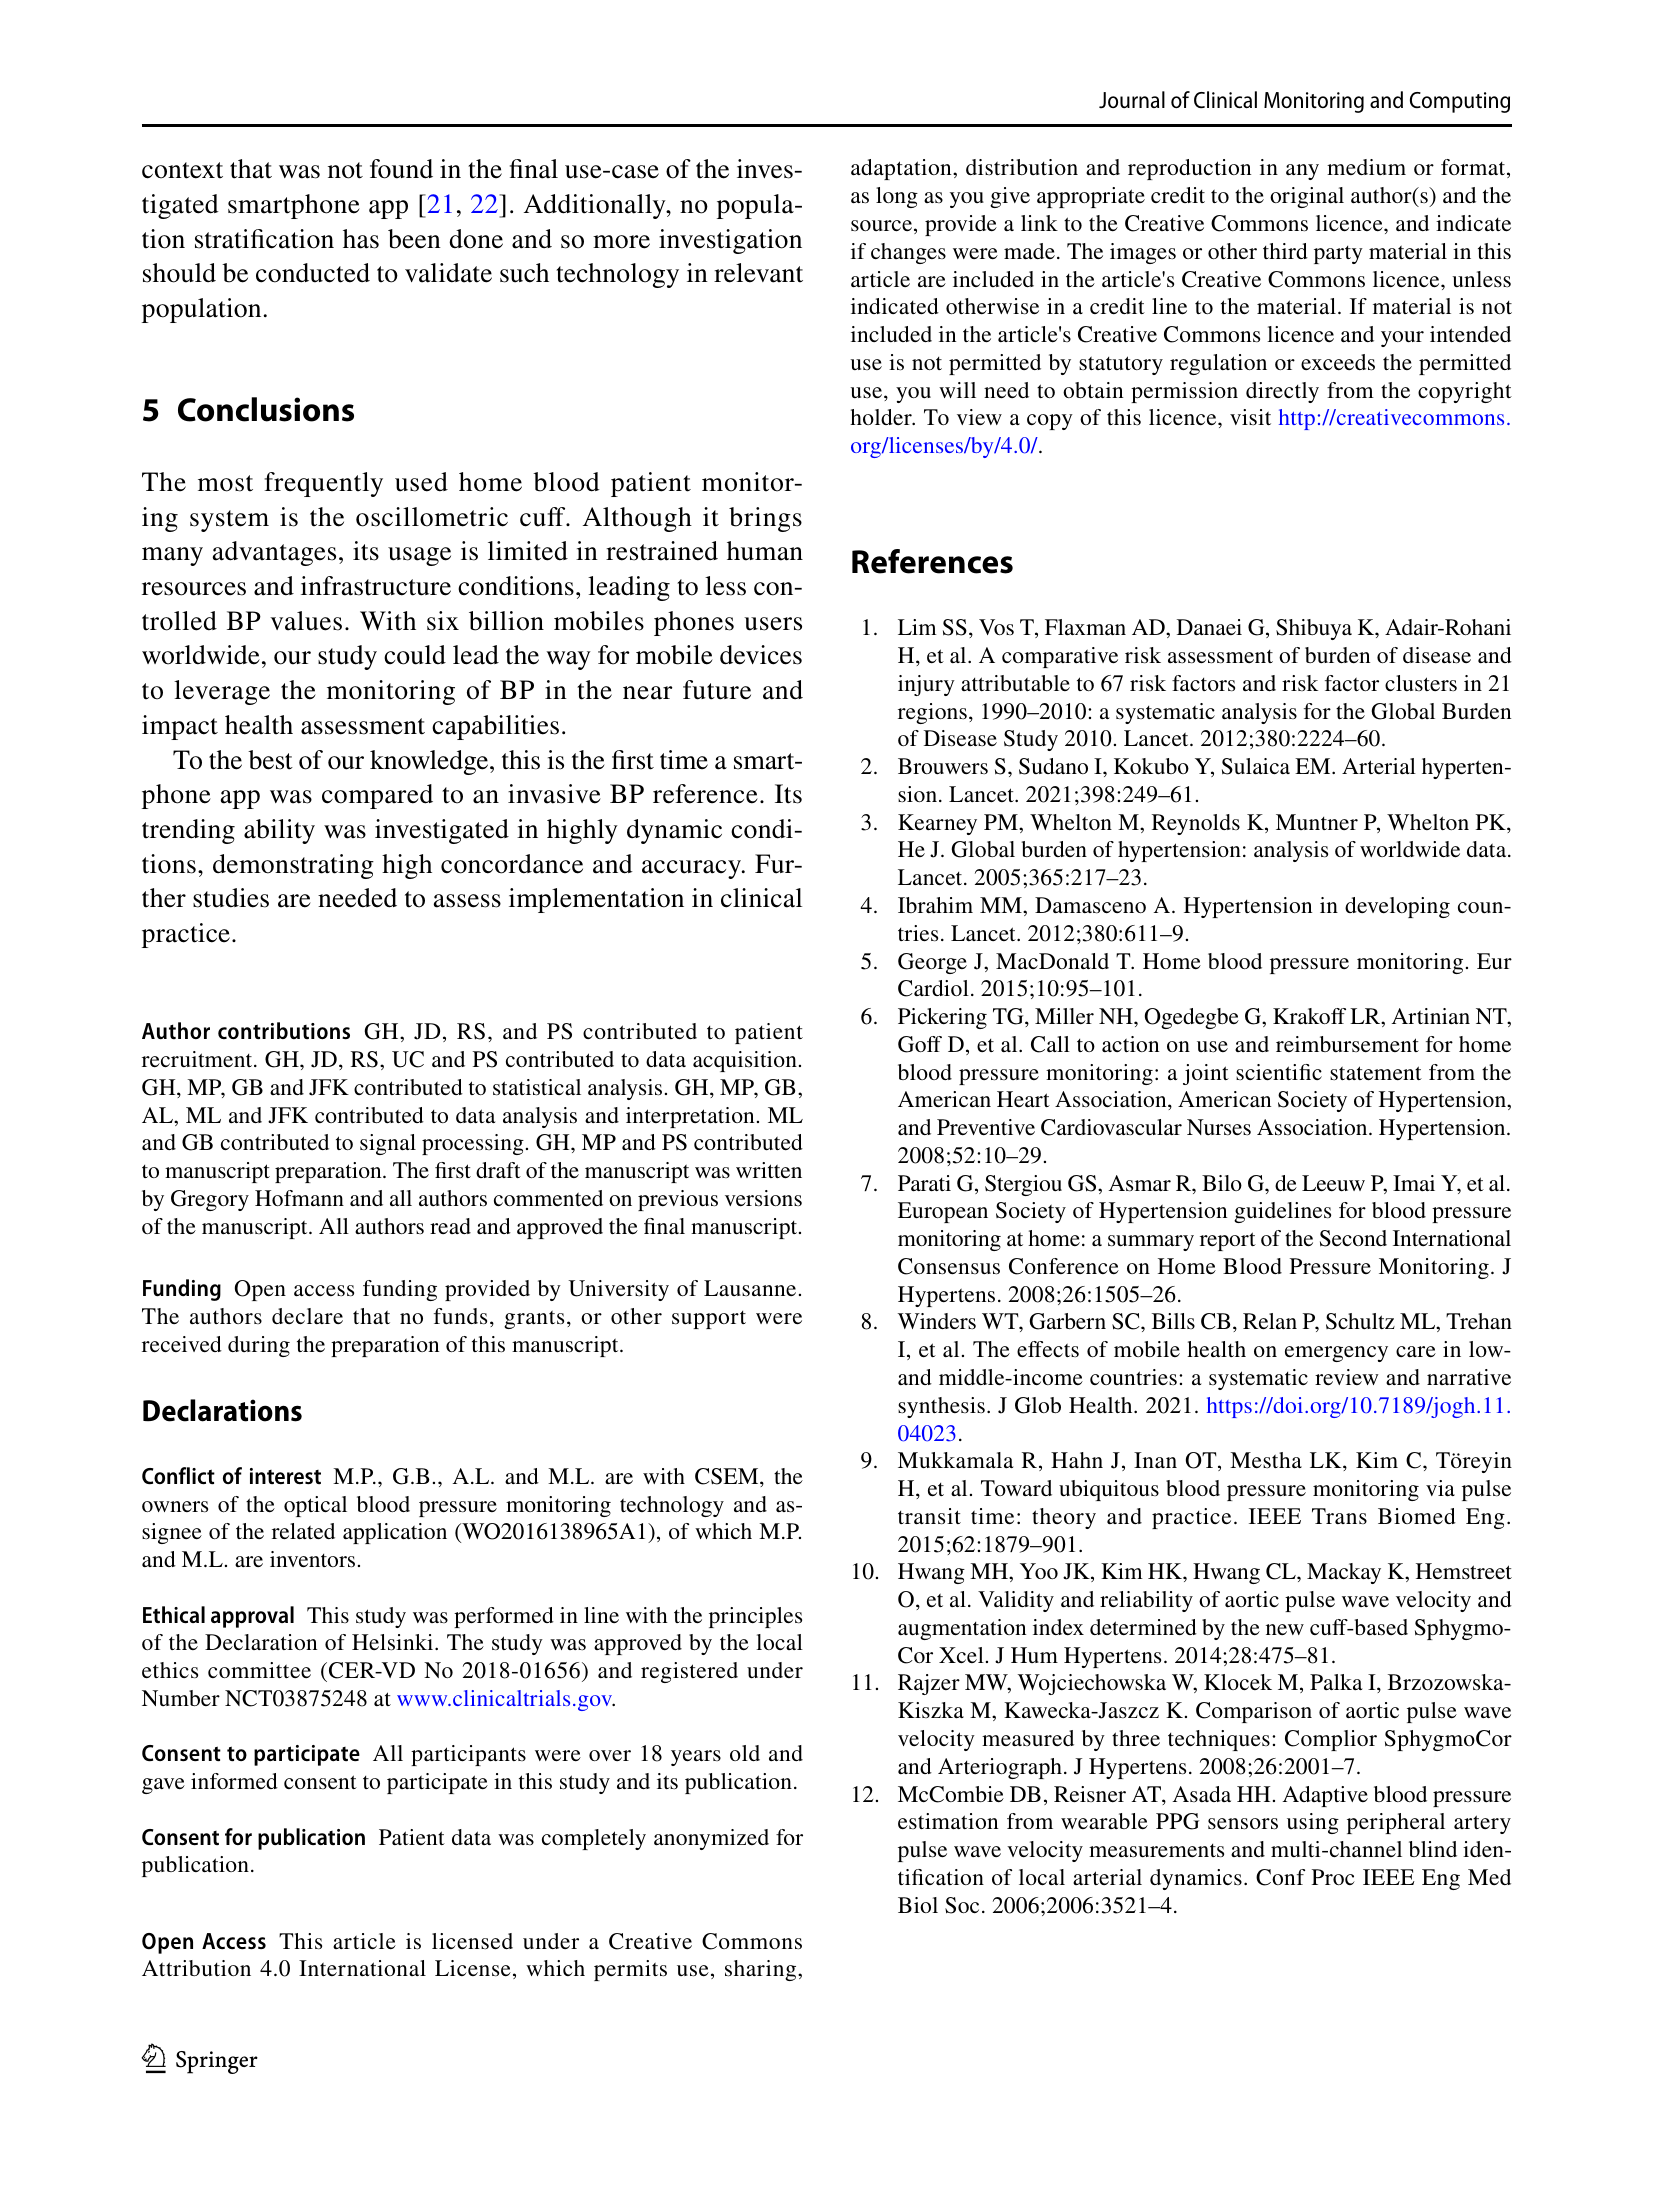 Journal of Clinical Monitoring and Computing
context that was not found in the final use-case of the inves-
tigated smartphone app [21, 22]. Additionally, no popula-
tion stratification has been done and so more investigation
should be conducted to validate such technology in relevant
population.
5 Conclusions
The most frequently used home blood patient monitor-
ing system is the oscillometric cuff. Although it brings
many advantages, its usage is limited in restrained human
resources and infrastructure conditions, leading to less con-
trolled BP values. With six billion mobiles phones users
worldwide, our study could lead the way for mobile devices
to leverage the monitoring of BP in the near future and
impact health assessment capabilities.
To the best of our knowledge, this is the first time a smart-
phone app was compared to an invasive BP reference. Its
trending ability was investigated in highly dynamic condi-
tions, demonstrating high concordance and accuracy. Fur-
ther studies are needed to assess implementation in clinical
practice.
Author contributions GH, JD, RS, and PS contributed to patient
recruitment. GH, JD, RS, UC and PS contributed to data acquisition.
GH, MP, GB and JFK contributed to statistical analysis. GH, MP, GB,
AL, ML and JFK contributed to data analysis and interpretation. ML
and GB contributed to signal processing. GH, MP and PS contributed
to manuscript preparation. The first draft of the manuscript was written
by Gregory Hofmann and all authors commented on previous versions
of the manuscript. All authors read and approved the final manuscript.
Funding Open access funding provided by University of Lausanne.
The authors declare that no funds, grants, or other support were
received during the preparation of this manuscript.
Declarations
Conflict of interest M.P., G.B., A.L. and M.L. are with CSEM, the
owners of the optical blood pressure monitoring technology and as-
signee of the related application (WO2016138965A1), of which M.P.
and M.L. are inventors.
Ethical approval This study was performed in line with the principles
of the Declaration of Helsinki. The study was approved by the local
ethics committee (CER-VD No 2018-01656) and registered under
Number NCT03875248 at www.clinicaltrials.gov.
Consent to participate All participants were over 18 years old and
gave informed consent to participate in this study and its publication.
Consent for publication Patient data was completely anonymized for
publication.
Open Access This article is licensed under a Creative Commons
Attribution 4.0 International License, which permits use, sharing,
adaptation, distribution and reproduction in any medium or format,
as long as you give appropriate credit to the original author(s) and the
source, provide a link to the Creative Commons licence, and indicate
if changes were made. The images or other third party material in this
article are included in the article's Creative Commons licence, unless
indicated otherwise in a credit line to the material. If material is not
included in the article's Creative Commons licence and your intended
use is not permitted by statutory regulation or exceeds the permitted
use, you will need to obtain permission directly from the copyright
holder. To view a copy of this licence, visit http://creativecommons.
org/licenses/by/4.0/.
References
1. Lim SS, Vos T, Flaxman AD, Danaei G, Shibuya K, Adair-Rohani
H, et al. A comparative risk assessment of burden of disease and
injury attributable to 67 risk factors and risk factor clusters in 21
regions, 1990–2010: a systematic analysis for the Global Burden
of Disease Study 2010. Lancet. 2012;380:2224–60.
2. Brouwers S, Sudano I, Kokubo Y, Sulaica EM. Arterial hyperten-
sion. Lancet. 2021;398:249–61.
3. Kearney PM, Whelton M, Reynolds K, Muntner P, Whelton PK,
He J. Global burden of hypertension: analysis of worldwide data.
Lancet. 2005;365:217–23.
4. Ibrahim MM, Damasceno A. Hypertension in developing coun-
tries. Lancet. 2012;380:611–9.
5. George J, MacDonald T. Home blood pressure monitoring. Eur
Cardiol. 2015;10:95–101.
6. Pickering TG, Miller NH, Ogedegbe G, Krakoff LR, Artinian NT,
Goff D, et al. Call to action on use and reimbursement for home
blood pressure monitoring: a joint scientific statement from the
American Heart Association, American Society of Hypertension,
and Preventive Cardiovascular Nurses Association. Hypertension.
2008;52:10–29.
7. Parati G, Stergiou GS, Asmar R, Bilo G, de Leeuw P, Imai Y, et al.
European Society of Hypertension guidelines for blood pressure
monitoring at home: a summary report of the Second International
Consensus Conference on Home Blood Pressure Monitoring. J
Hypertens. 2008;26:1505–26.
8. Winders WT, Garbern SC, Bills CB, Relan P, Schultz ML, Trehan
I, et al. The effects of mobile health on emergency care in low-
and middle-income countries: a systematic review and narrative
synthesis. J Glob Health. 2021. https://doi.org/10.7189/jogh.11.
04023.
9. Mukkamala R, Hahn J, Inan OT, Mestha LK, Kim C, Töreyin
H, et al. Toward ubiquitous blood pressure monitoring via pulse
transit time: theory and practice. IEEE Trans Biomed Eng.
2015;62:1879–901.
10. Hwang MH, Yoo JK, Kim HK, Hwang CL, Mackay K, Hemstreet
O, et al. Validity and reliability of aortic pulse wave velocity and
augmentation index determined by the new cuff-based Sphygmo-
Cor Xcel. J Hum Hypertens. 2014;28:475–81.
11. Rajzer MW, Wojciechowska W, Klocek M, Palka I, Brzozowska-
Kiszka M, Kawecka-Jaszcz K. Comparison of aortic pulse wave
velocity measured by three techniques: Complior SphygmoCor
and Arteriograph. J Hypertens. 2008;26:2001–7.
12. McCombie DB, Reisner AT, Asada HH. Adaptive blood pressure
estimation from wearable PPG sensors using peripheral artery
pulse wave velocity measurements and multi-channel blind iden-
tification of local arterial dynamics. Conf Proc IEEE Eng Med
Biol Soc. 2006;2006:3521–4.
Springer